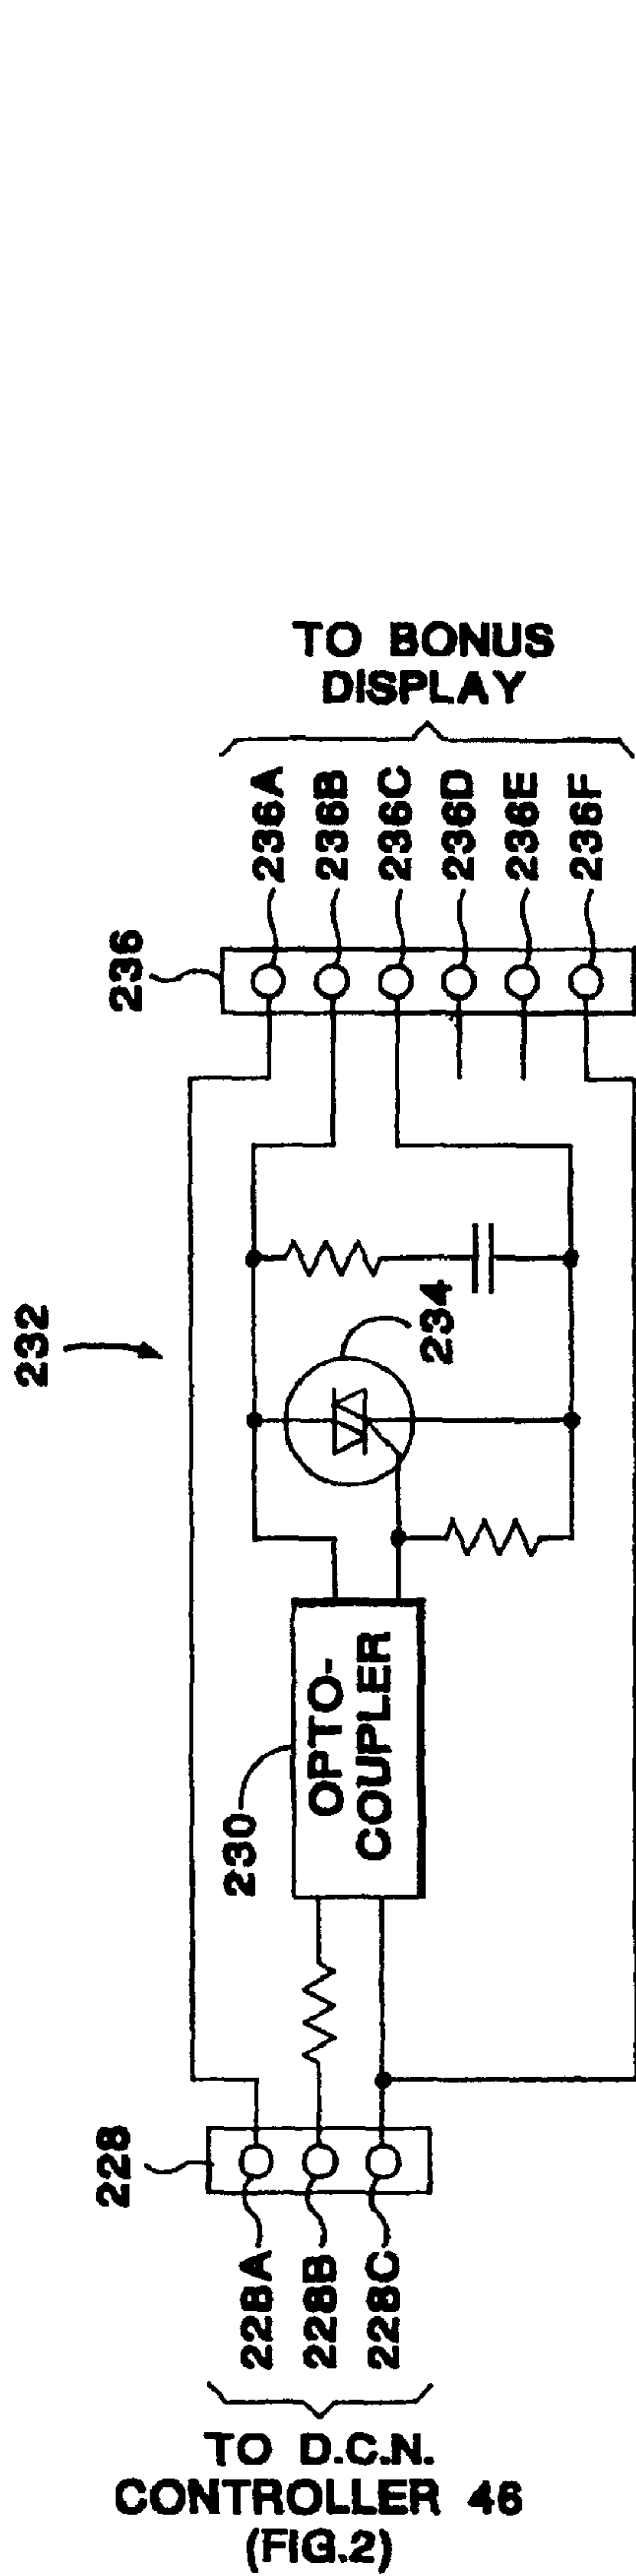 TO BONUS
DISPLAY
236A
236B
236C
236D
236E
236F
236
232
234
OPTO-
COUPLER
230
228
228A
228B
228C
TO D.C.N.
CONTROLLER 46
(FIG.2)